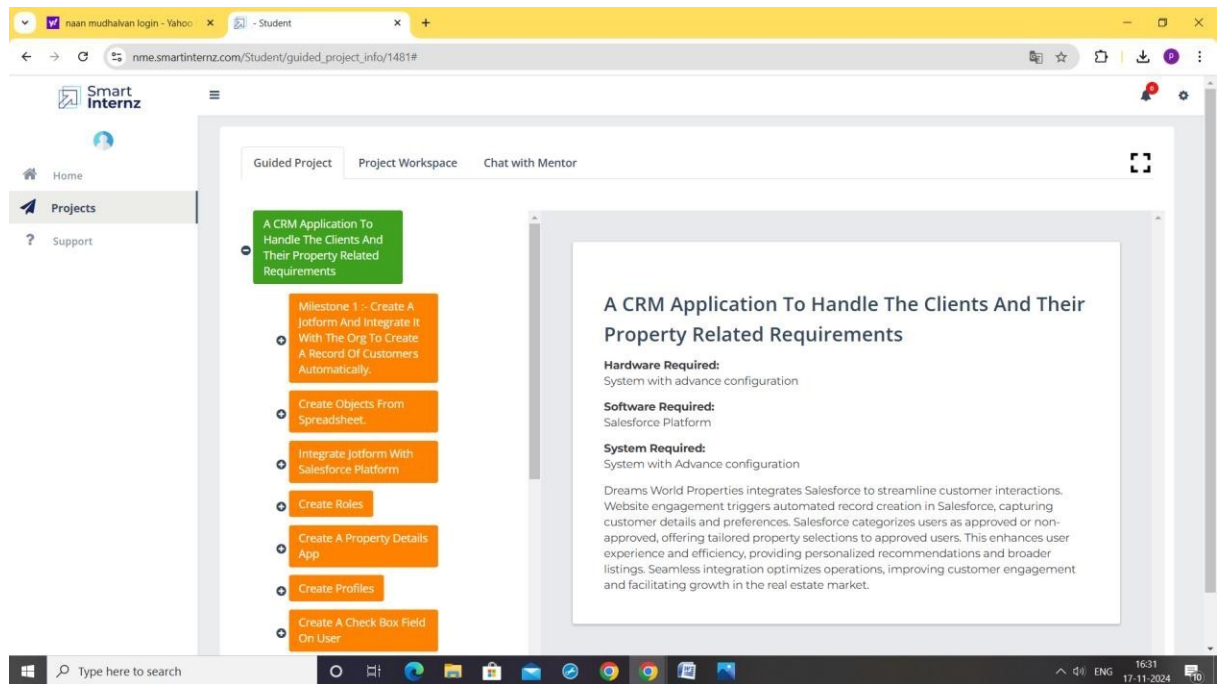 naan mudhalvan login - Yahoo
- Student
nme.smartinternz.com/Student/guided_project_info/1481#
P
Smart
Internz
Home
Projects
Support
Guided Project
Project Workspace
Chat with Mentor
A CRM Application To
Handle The Clients And
Their Property Related
Requirements
Milestone 1 :- Create A
Jotform And Integrate It
With The Org To Create
A Record Of Customers
Automatically.
Create Objects From
Spreadsheet.
Integrate Jotform With
Salesforce Platform
Create Roles
Create A Property Details
App
Create Profiles
Create A Check Box Field
On User
A CRM Application To Handle The Clients And Their
Property Related Requirements
Hardware Required:
System with advance configuration
Software Required:
Salesforce Platform
System Required:
System with Advance configuration
Dreams World Properties integrates Salesforce to streamline customer interactions.
Website engagement triggers automated record creation in Salesforce, capturing
customer details and preferences. Salesforce categorizes users as approved or non-
approved, offering tailored property selections to approved users. This enhances user
experience and efficiency, providing personalized recommendations and broader
listings. Seamless integration optimizes operations, improving customer engagement
and facilitating growth in the real estate market.
Type here to search
ENG
16:31
17-11-2024